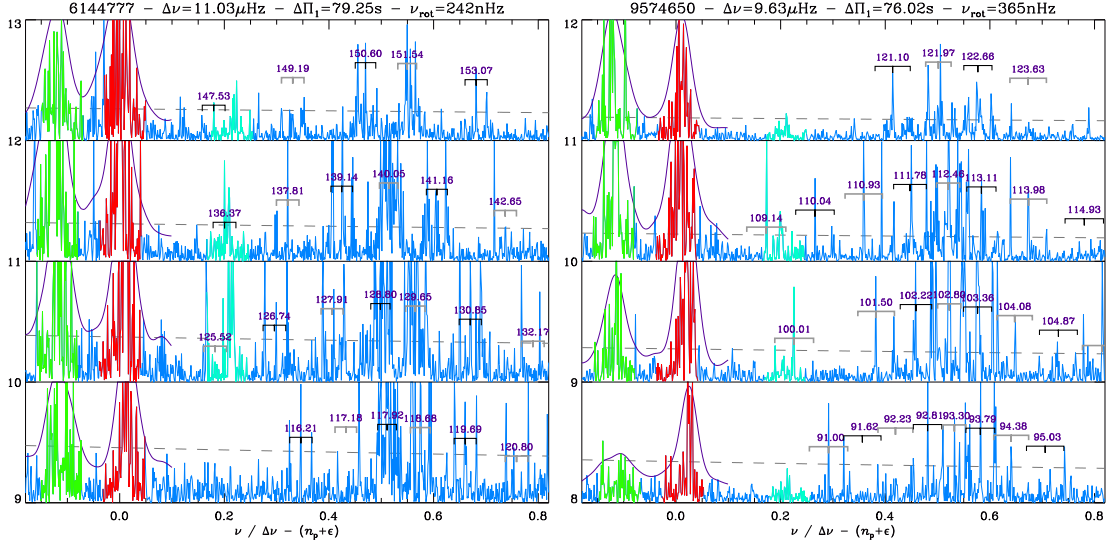 6144777 – Δν=11.03μHz – ΔΠ₁=79.25s – ν_rot=242nHz
13
147.53 149.19 150.60 151.54 153.07
12
136.37 137.81 139.14 140.05 141.16 142.65
11
125.52 126.74 127.91 128.80 129.65 130.85 132.17
10
116.21 117.18 117.92 118.68 119.69 120.80
9
0.0 0.2 0.4 0.6 0.8
ν / Δν – (n_p+ε)
9574650 – Δν=9.63μHz – ΔΠ₁=76.02s – ν_rot=365nHz
12
121.10 121.97 122.66 123.63
11
109.14 110.04 110.93 111.78 112.46 113.11 113.98 114.93
10
100.01 101.50 102.22 102.89 103.36 104.08 104.87
9
91.00 91.62 92.23 92.81 93.30 93.79 94.38 95.03
8
0.0 0.2 0.4 0.6 0.8
ν / Δν – (n_p+ε)